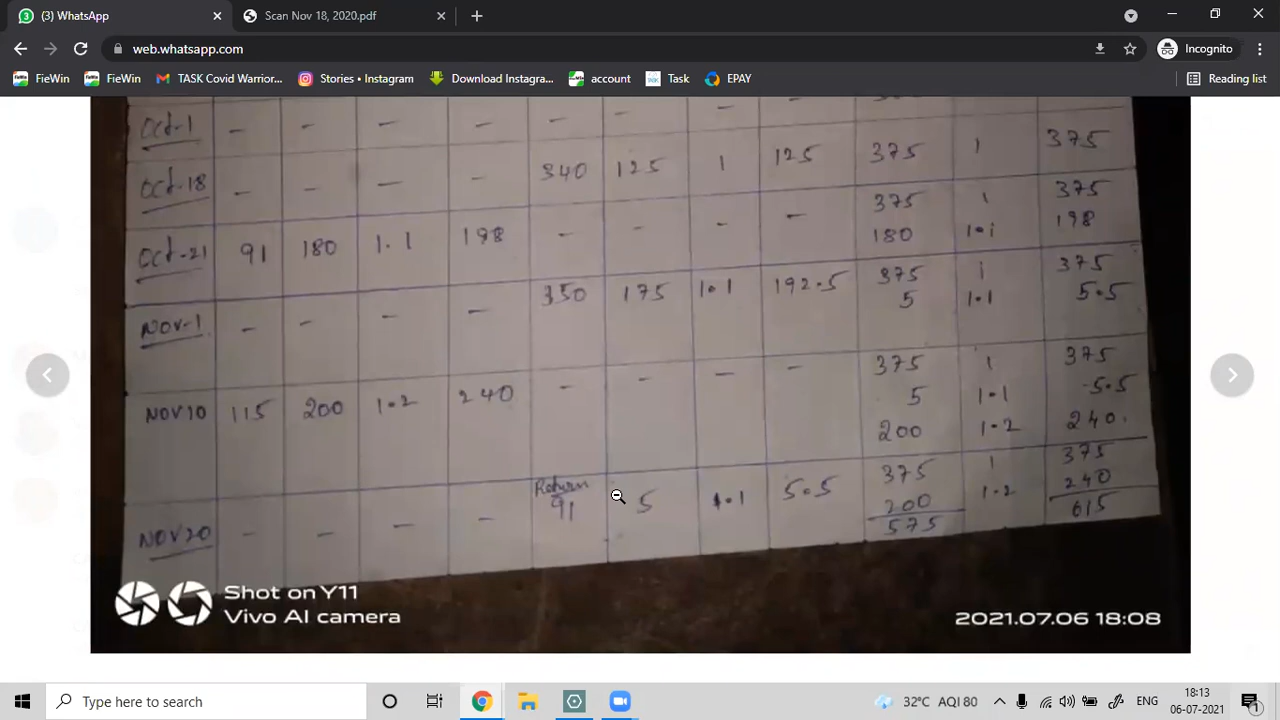 (3) WhatsApp
Scan Nov 18, 2020.pdf
web.whatsapp.com
Incognito
FieWin FieWin TASK Covid Warrior... Stories • Instagram Download Instagra... account Task EPAY Reading list
Oct-1 - - - - - - - -
Oct-18 - - - - 340 125 1 125 375 1 375
375 1 375
Oct-21 91 180 1.1 198 - - - - 180 1.1 198
375 1 375
Nov-1 - - - - 350 175 1.1 192.5 5 1.1 5.5
375 1 375
NOV10 115 200 1.2 240 - - - - 5 1.1 5.5
200 1.2 240
Return 375 1 375
NOV20 - - - - 91 5 1.1 5.5 200 1.2 240
575 615
Shot on Y11
Vivo AI camera
2021.07.06 18:08
Type here to search
32°C AQI 80
ENG
18:13
06-07-2021